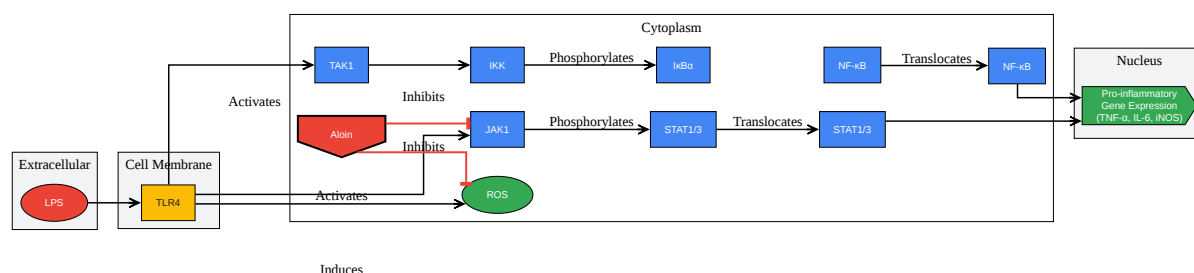 Cytoplasm
Nucleus
TAK1
IKK
Phosphorylates
IκBα
NF-κB
Translocates
NF-κB
Activates
Inhibits
Pro-inflammatory
Gene Expression
(TNF-α, IL-6, iNOS)
Aloin
JAK1
Phosphorylates
STAT1/3
Translocates
STAT1/3
Inhibits
Extracellular
Cell Membrane
LPS
TLR4
Activates
ROS
Induces